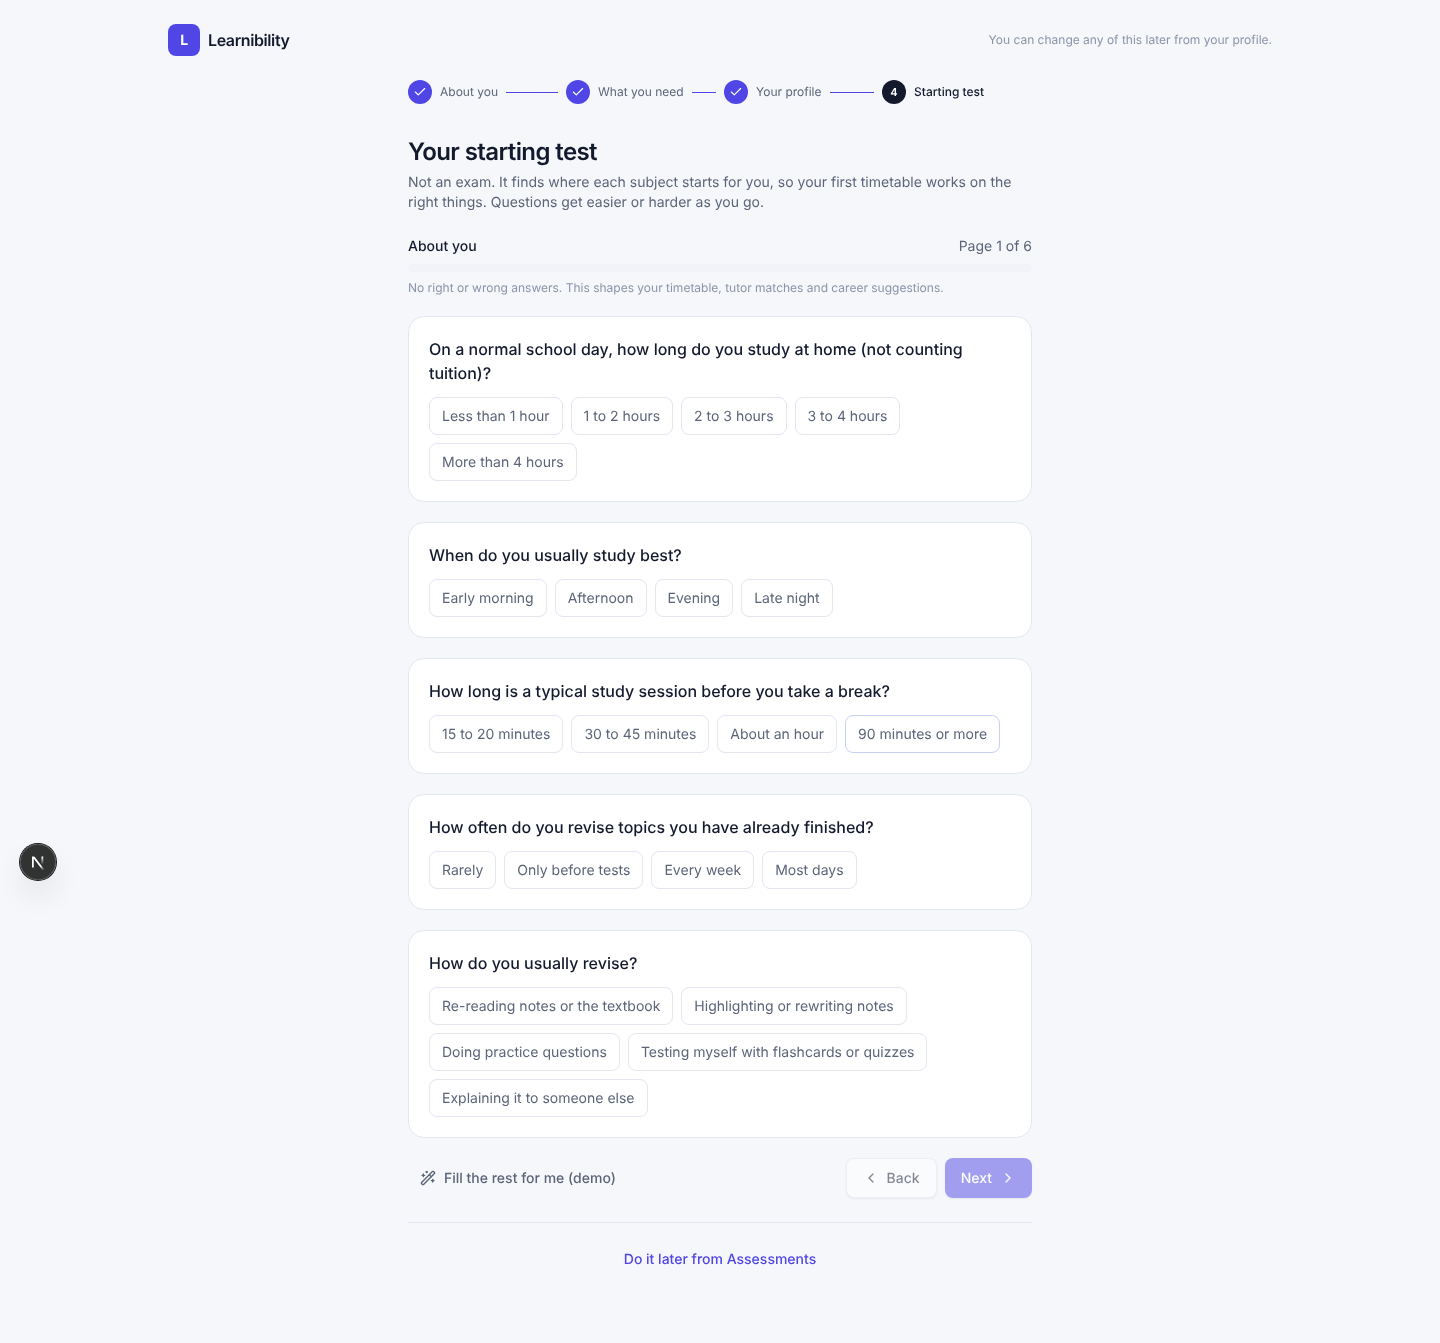 L Learnibility
You can change any of this later from your profile.
About you
What you need
Your profile
4 Starting test
Your starting test
Not an exam. It finds where each subject starts for you, so your first timetable works on the
right things. Questions get easier or harder as you go.
About you
Page 1 of 6
No right or wrong answers. This shapes your timetable, tutor matches and career suggestions.
On a normal school day, how long do you study at home (not counting
tuition)?
Less than 1 hour
1 to 2 hours
2 to 3 hours
3 to 4 hours
More than 4 hours
When do you usually study best?
Early morning
Afternoon
Evening
Late night
How long is a typical study session before you take a break?
15 to 20 minutes
30 to 45 minutes
About an hour
90 minutes or more
How often do you revise topics you have already finished?
Rarely
Only before tests
Every week
Most days
N
How do you usually revise?
Re-reading notes or the textbook
Highlighting or rewriting notes
Doing practice questions
Testing myself with flashcards or quizzes
Explaining it to someone else
Fill the rest for me (demo)
Back
Next
Do it later from Assessments